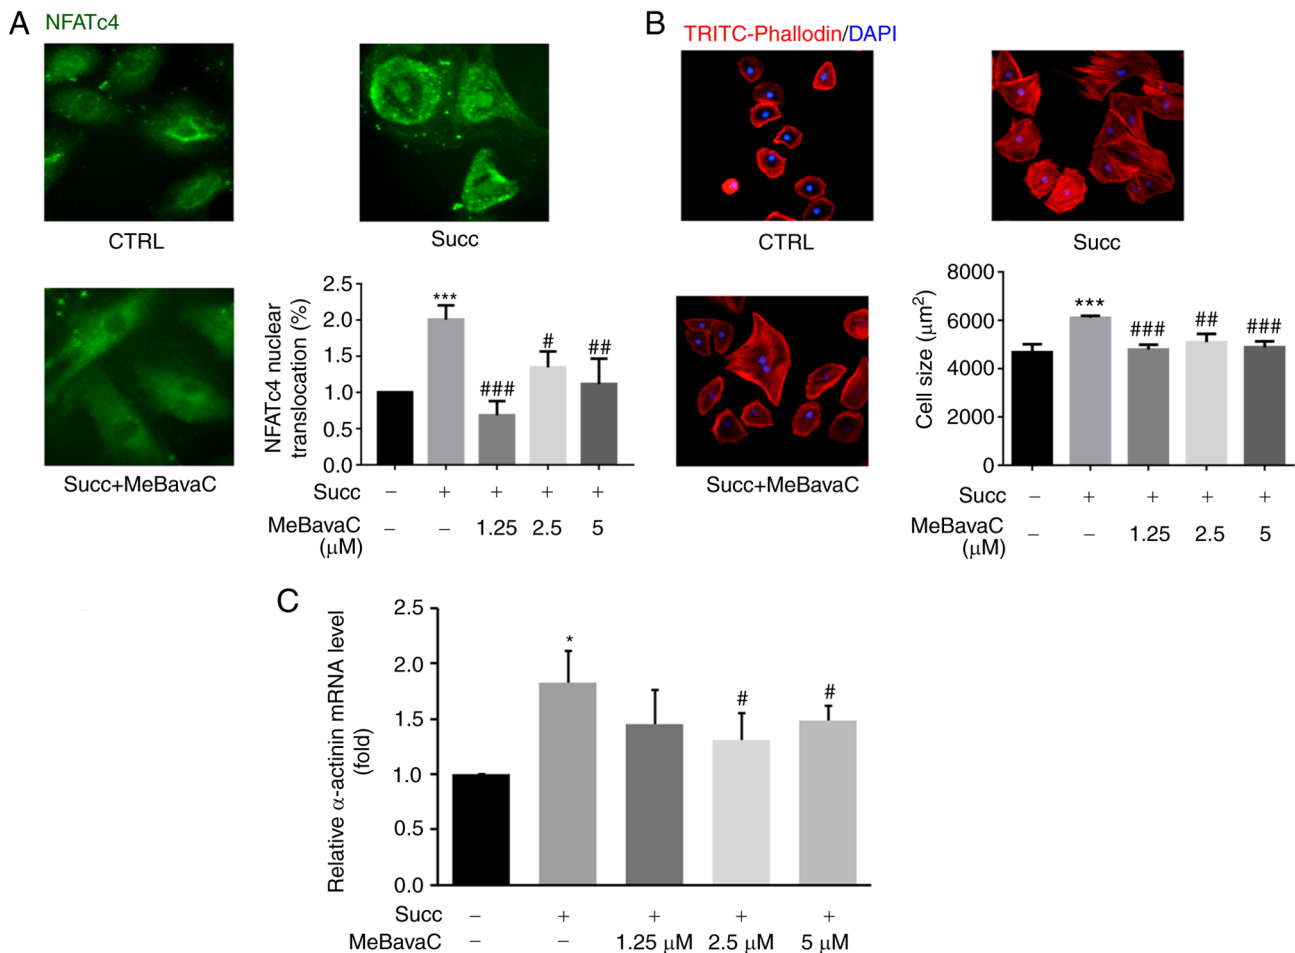 A
NFATc4
CTRL
Succ
Succ+MeBavaC
NFATc4 nuclear
translocation (%)
2.5
2.0
1.5
1.0
0.5
0.0
***
###
#
##
Succ – + + + +
MeBavaC – – 1.25 2.5 5
(μM)
B
TRITC-Phallodin/DAPI
CTRL
Succ
Succ+MeBavaC
Cell size (μm²)
8000
6000
4000
2000
0
***
###
##
###
Succ – + + + +
MeBavaC – – 1.25 2.5 5
(μM)
C
Relative α-actinin mRNA level
(fold)
2.5
2.0
1.5
1.0
0.5
0.0
*
#
#
Succ – + + + +
MeBavaC – – 1.25 μM 2.5 μM 5 μM